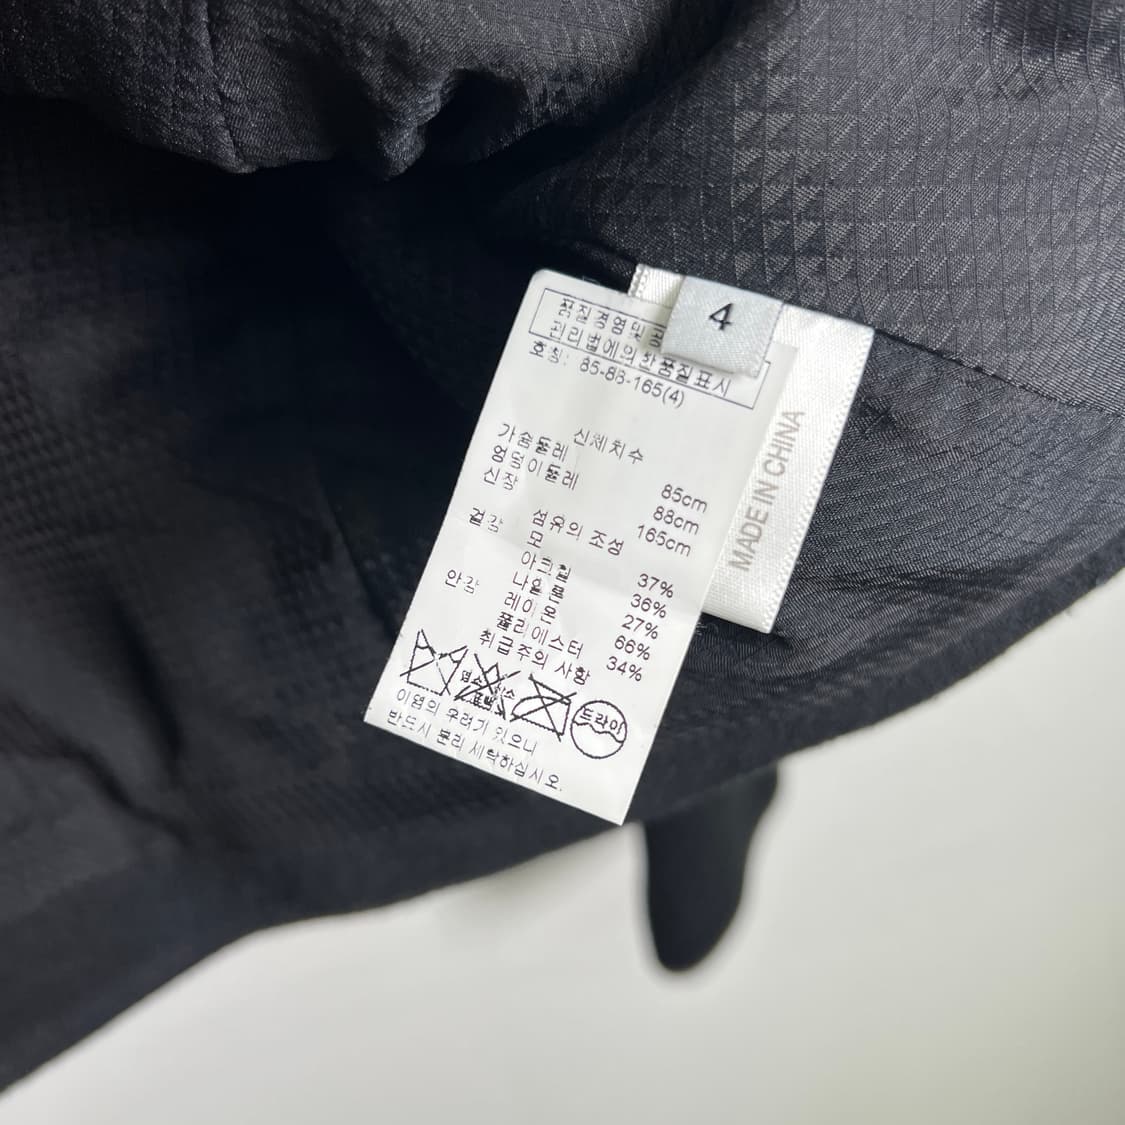 4
품질경영및공
관리법에의한품질표시
호칭: 85-88-165(4)
신체치수
가슴둘레 85cm
엉덩이둘레 88cm
신장 165cm
섬유의 조성
겉감 모 37%
아크릴 36%
나일론 27%
안감 레이온 66%
폴리에스터 34%
취급주의 사항
염소
표백
드라이
이염의 우려가 있으니
반드시 분리 세탁하십시오.
MADE IN CHINA